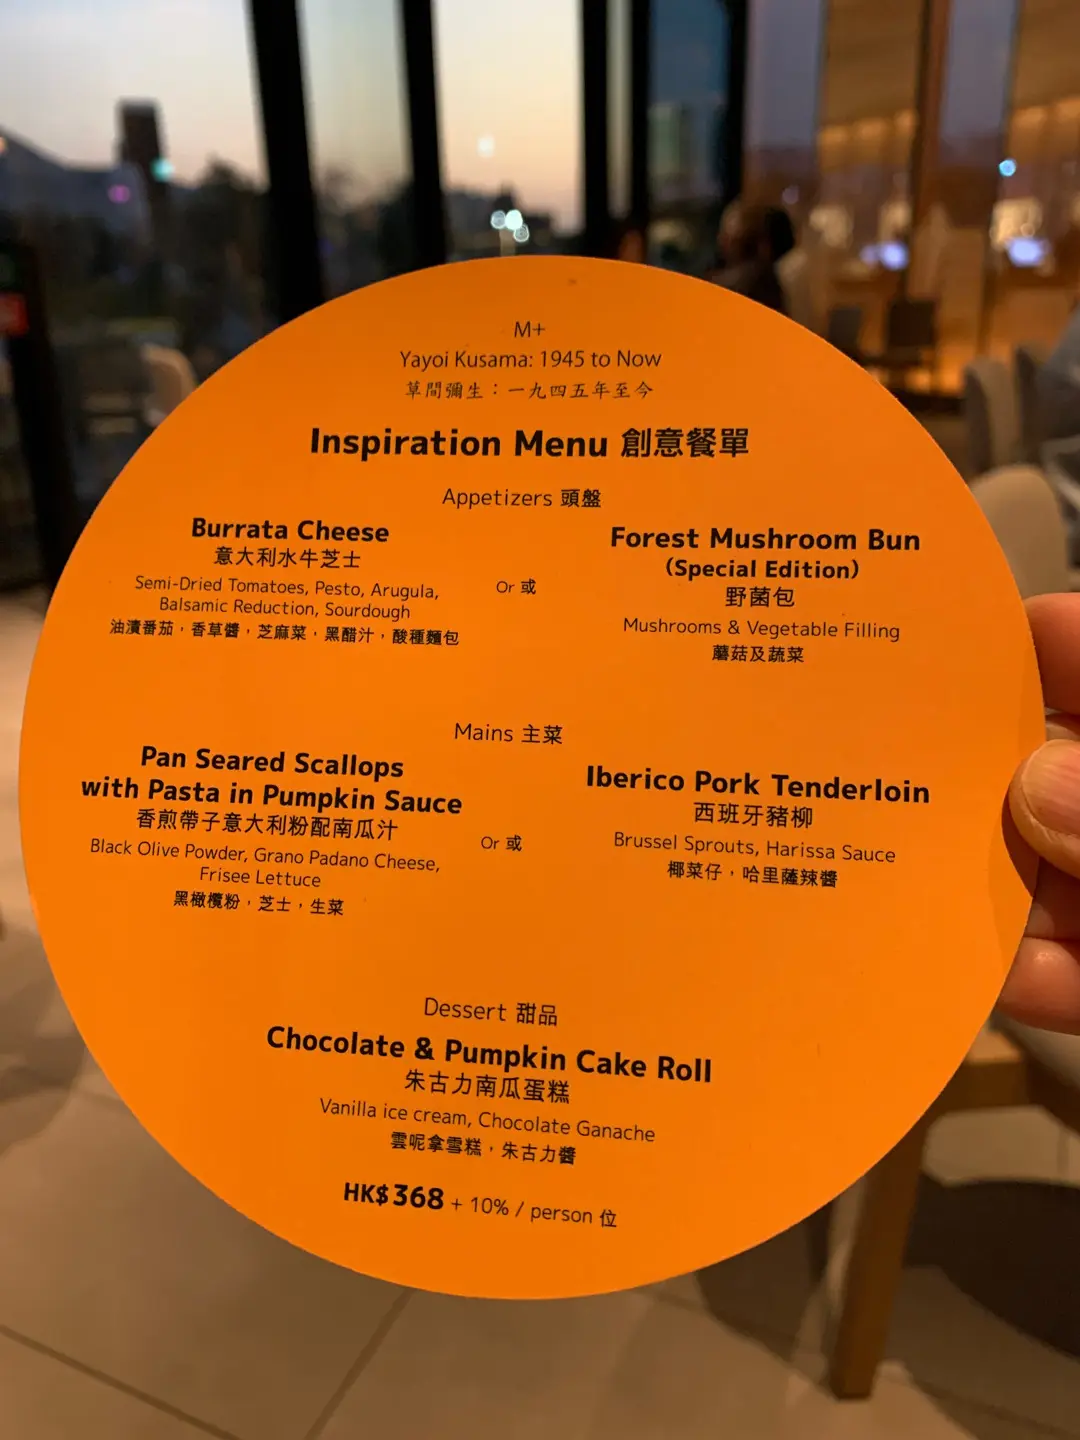 M+
Yayoi Kusama: 1945 to Now
草間彌生：一九四五年至今
Inspiration Menu 創意餐單
Appetizers 頭盤
Burrata Cheese
意大利水牛芝士
Semi-Dried Tomatoes, Pesto, Arugula,
Balsamic Reduction, Sourdough
油漬番茄，香草醬，芝麻菜，黑醋汁，酸種麵包
Or 或
Forest Mushroom Bun
(Special Edition)
野菌包
Mushrooms & Vegetable Filling
蘑菇及蔬菜
Mains 主菜
Pan Seared Scallops
with Pasta in Pumpkin Sauce
香煎帶子意大利粉配南瓜汁
Black Olive Powder, Grano Padano Cheese,
Frisee Lettuce
黑橄欖粉，芝士，生菜
Or 或
Iberico Pork Tenderloin
西班牙豬柳
Brussel Sprouts, Harissa Sauce
椰菜仔，哈里薩辣醬
Dessert 甜品
Chocolate & Pumpkin Cake Roll
朱古力南瓜蛋糕
Vanilla ice cream, Chocolate Ganache
雲呢拿雪糕，朱古力醬
HK$368 + 10% / person 位